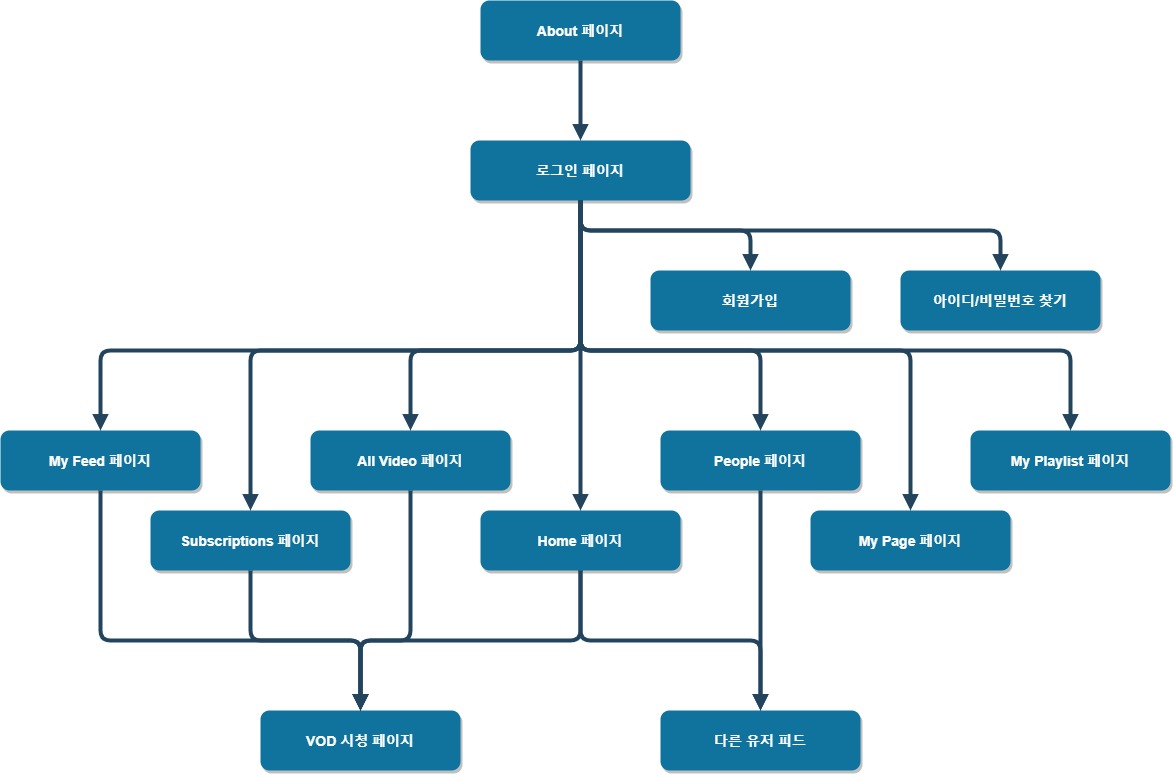 About 페이지
로그인 페이지
회원가입
아이디/비밀번호 찾기
My Feed 페이지
All Video 페이지
People 페이지
My Playlist 페이지
Subscriptions 페이지
Home 페이지
My Page 페이지
VOD 시청 페이지
다른 유저 피드